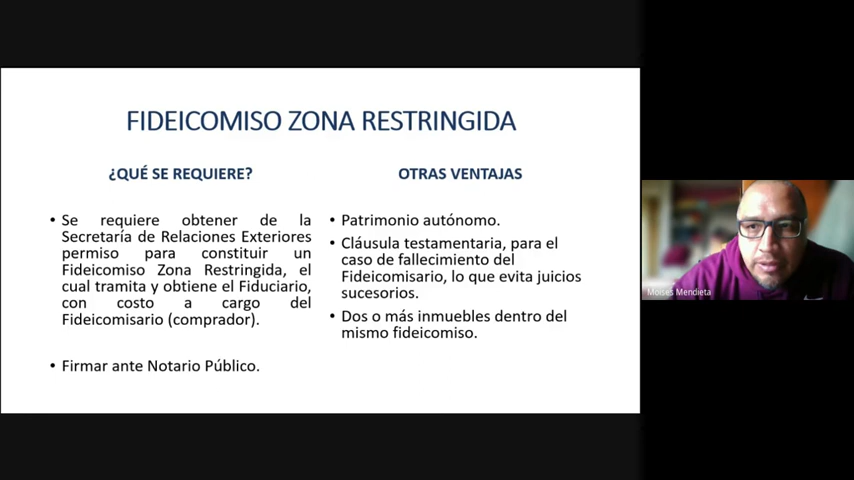 FIDEICOMISO ZONA RESTRINGIDA
¿QUÉ SE REQUIERE?
• Se requiere obtener de la
Secretaría de Relaciones Exteriores
permiso para constituir un
Fideicomiso Zona Restringida, el
cual tramita y obtiene el Fiduciario,
con costo a cargo del
Fideicomisario (comprador).
• Firmar ante Notario Público.
OTRAS VENTAJAS
• Patrimonio autónomo.
• Cláusula testamentaria, para el
caso de fallecimiento del
Fideicomisario, lo que evita juicios
sucesorios.
• Dos o más inmuebles dentro del
mismo fideicomiso.
Moises Mendieta